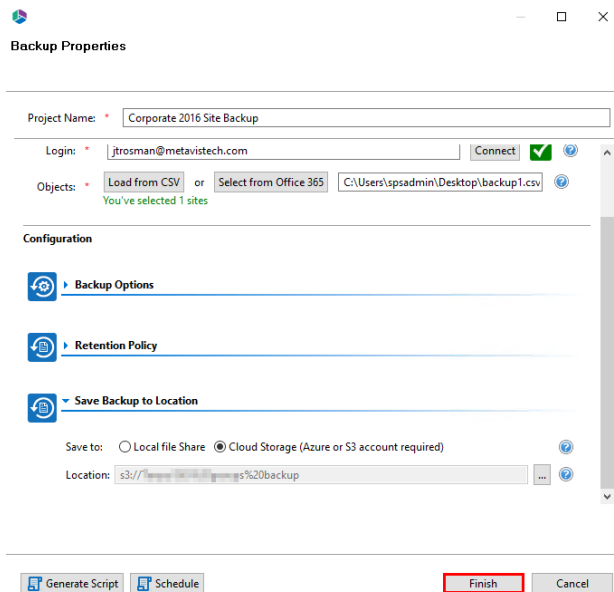 Backup Properties
Project Name: * Corporate 2016 Site Backup
Login: * jtrosman@metavistech.com Connect
Objects: * Load from CSV or Select from Office 365 C:\Users\spsadmin\Desktop\backup1.csv
You've selected 1 sites
Configuration
Backup Options
Retention Policy
Save Backup to Location
Save to: Local file Share Cloud Storage (Azure or S3 account required)
Location: s3:// s%20backup ...
Generate Script Schedule Finish Cancel